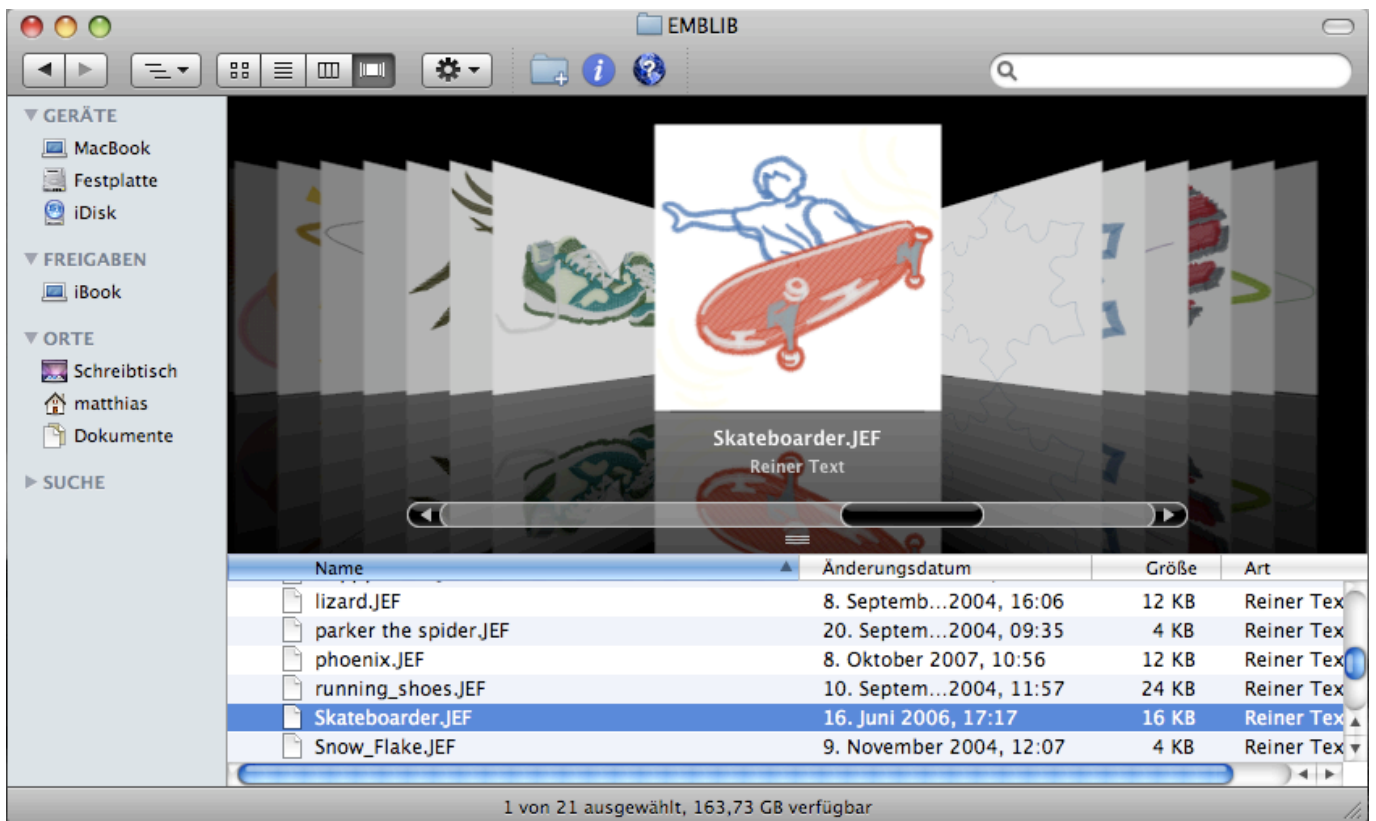 EMBLIB
GERÄTE
MacBook
Festplatte
iDisk
FREIGABEN
iBook
ORTE
Schreibtisch
matthias
Dokumente
SUCHE
Skateboarder.JEF
Reiner Text
Name Änderungsdatum Größe Art
lizard.JEF 8. Septemb...2004, 16:06 12 KB Reiner Tex
parker the spider.JEF 20. Septem...2004, 09:35 4 KB Reiner Tex
phoenix.JEF 8. Oktober 2007, 10:56 12 KB Reiner Tex
running_shoes.JEF 10. Septem...2004, 11:57 24 KB Reiner Tex
Skateboarder.JEF 16. Juni 2006, 17:17 16 KB Reiner Tex
Snow_Flake.JEF 9. November 2004, 12:07 4 KB Reiner Tex
1 von 21 ausgewählt, 163,73 GB verfügbar